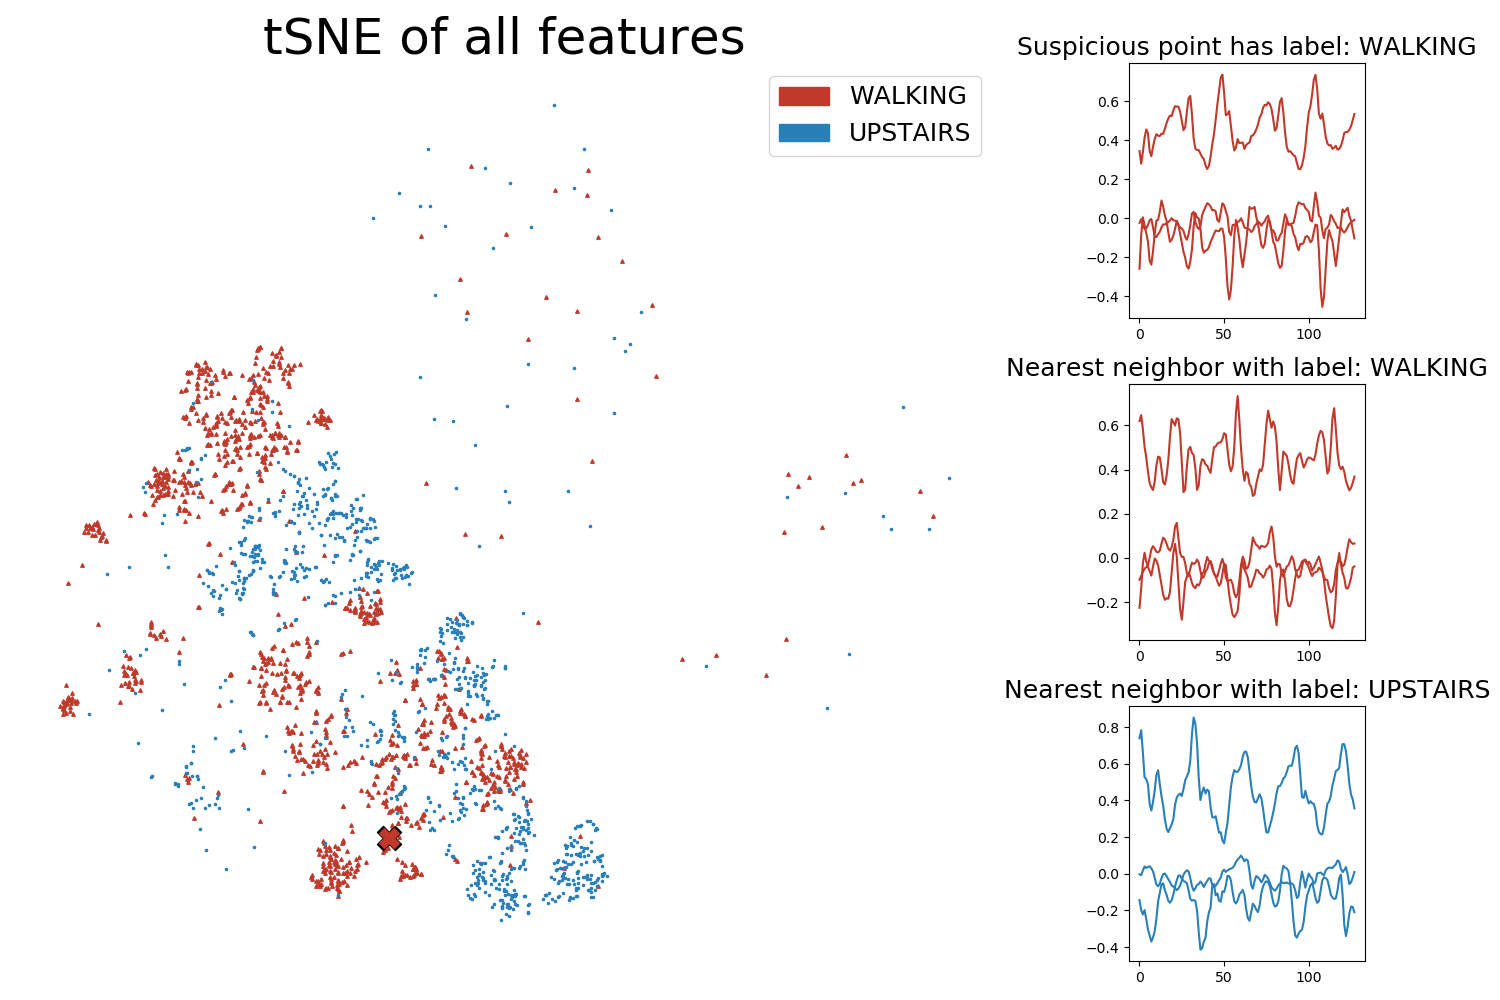 tSNE of all features
WALKING
UPSTAIRS
Suspicious point has label: WALKING
0.6
0.4
0.2
0.0
−0.2
−0.4
0 50 100
Nearest neighbor with label: WALKING
0.6
0.4
0.2
0.0
−0.2
0 50 100
Nearest neighbor with label: UPSTAIRS
0.8
0.6
0.4
0.2
0.0
−0.2
−0.4
0 50 100